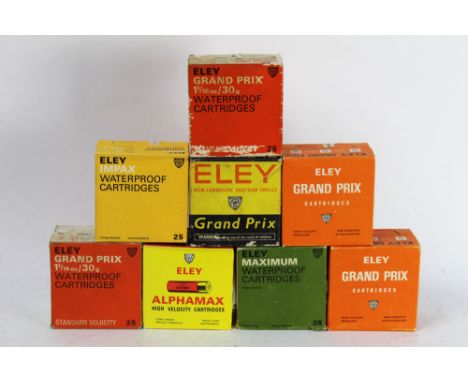 ELEY
GRAND PRIX
1 1/16 oz/30g
WATERPROOF
CARTRIDGES
25
ELEY
IMPAX
WATERPROOF
CARTRIDGES
25
ELEY
NON-CORROSIVE SHOTGUN SHELLS
Grand Prix
WARNING
ELEY
GRAND PRIX
CARTRIDGES
ELEY
GRAND PRIX
1 1/16 oz/30g
WATERPROOF
CARTRIDGES
STANDARD VELOCITY 25
ELEY
ALPHAMAX
HIGH VELOCITY CARTRIDGES
ELEY
MAXIMUM
WATERPROOF
CARTRIDGES
25
ELEY
GRAND PRIX
CARTRIDGES